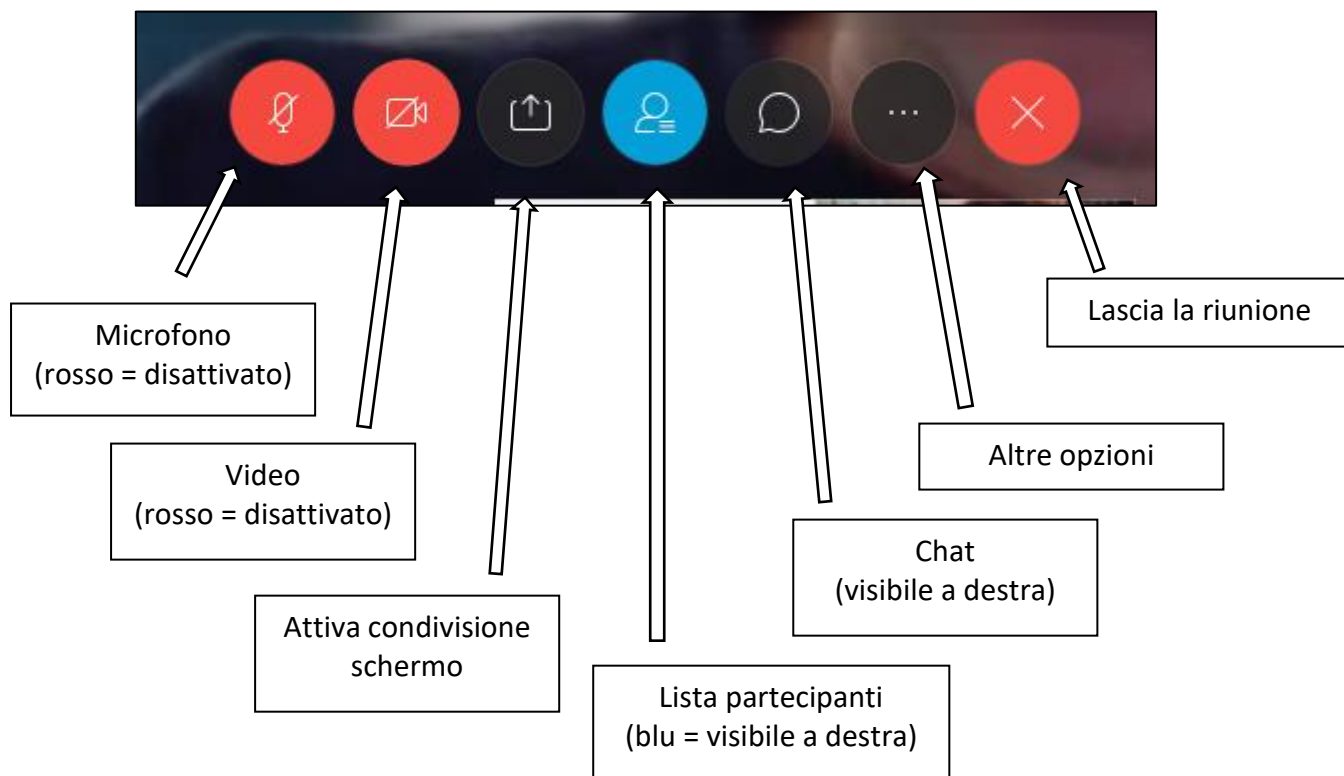 Microfono
(rosso = disattivato)
Video
(rosso = disattivato)
Attiva condivisione
schermo
Lista partecipanti
(blu = visibile a destra)
Chat
(visibile a destra)
Altre opzioni
Lascia la riunione